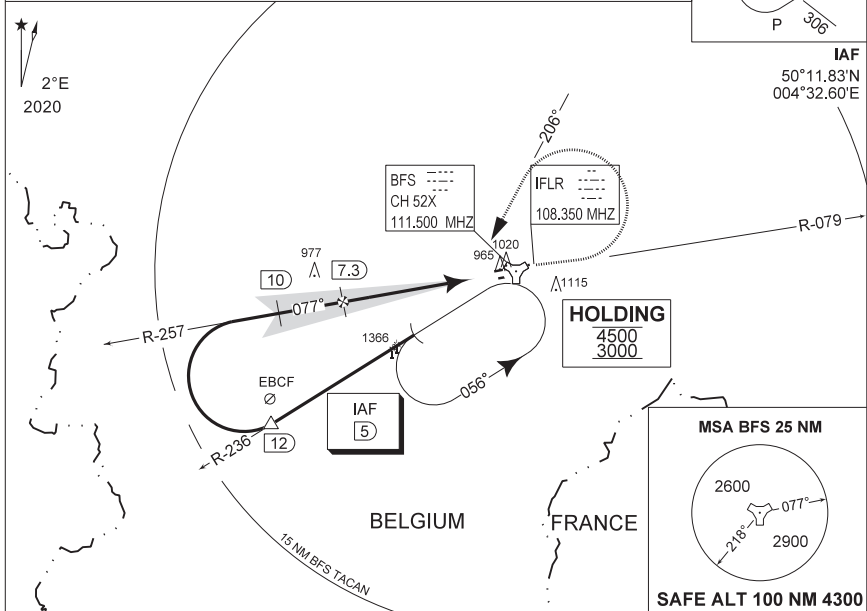 306
P
IAF
50°11.83'N
004°32.60'E
2°E
2020
206°
BFS
CH 52X
111.500 MHZ
IFLR
108.350 MHZ
R-079
1020
965
977
10
7.3
1115
077°
HOLDING
4500
3000
R-257
1366
056°
EBCF
IAF
5
12
R-236
MSA BFS 25 NM
2600
077°
218°
2900
BELGIUM
FRANCE
15 NM BFS TACAN
SAFE ALT 100 NM 4300